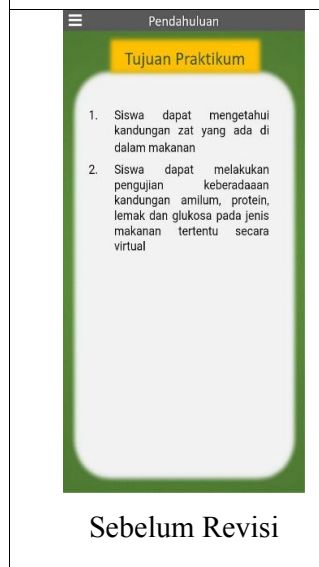 Pendahuluan
Tujuan Praktikum
1. Siswa dapat mengetahui
kandungan zat yang ada di
dalam makanan
2. Siswa dapat melakukan
pengujian keberadaaan
kandungan amilum, protein,
lemak dan glukosa pada jenis
makanan tertentu secara
virtual
Sebelum Revisi